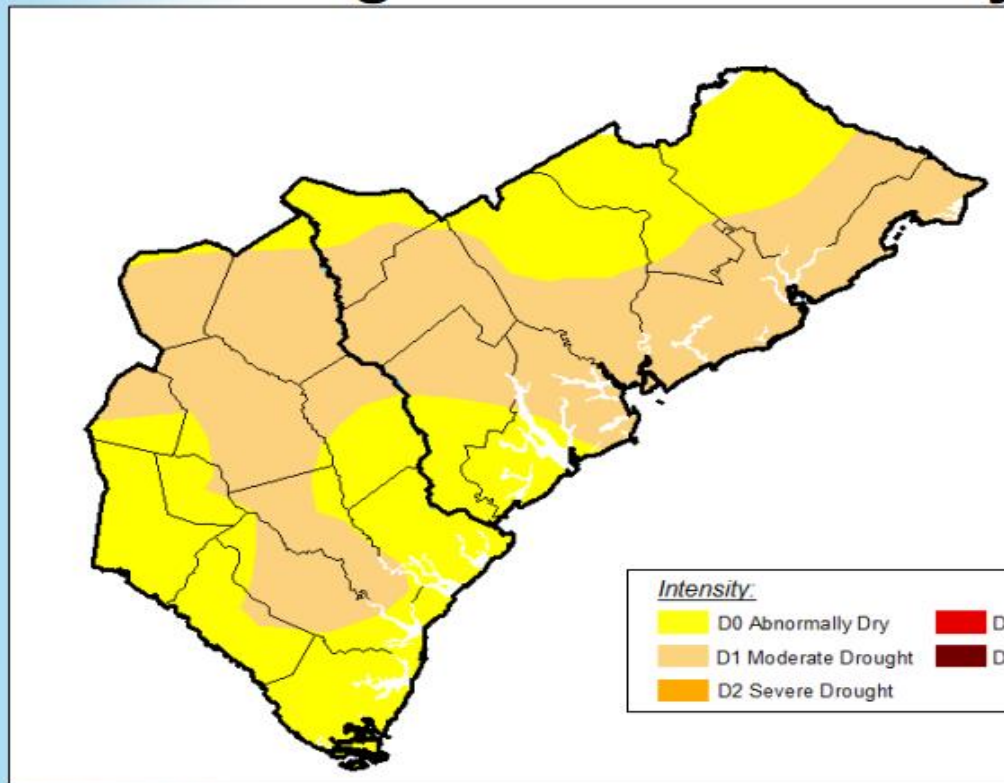 Intensity:
D0 Abnormally Dry
D1 Moderate Drought
D2 Severe Drought
D
D